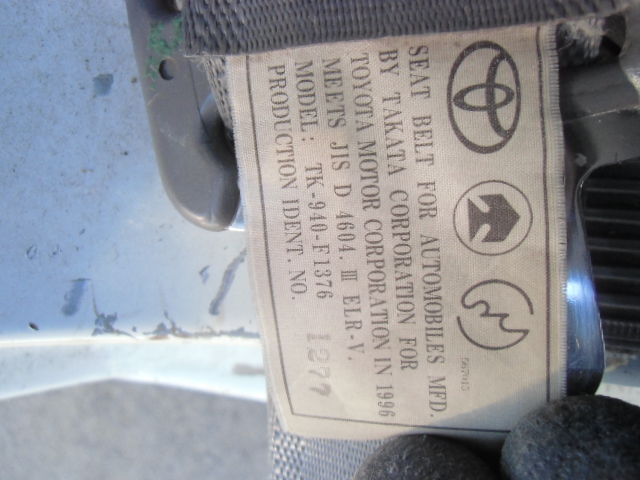 SEAT BELT FOR AUTOMOBILES MFD.
BY TAKATA CORPORATION FOR
TOYOTA MOTOR CORPORATION IN 1996
MEETS JIS D 4604. III ELR-V.
MODEL: TK-940-F1376
PRODUCTION IDENT. NO. 1277